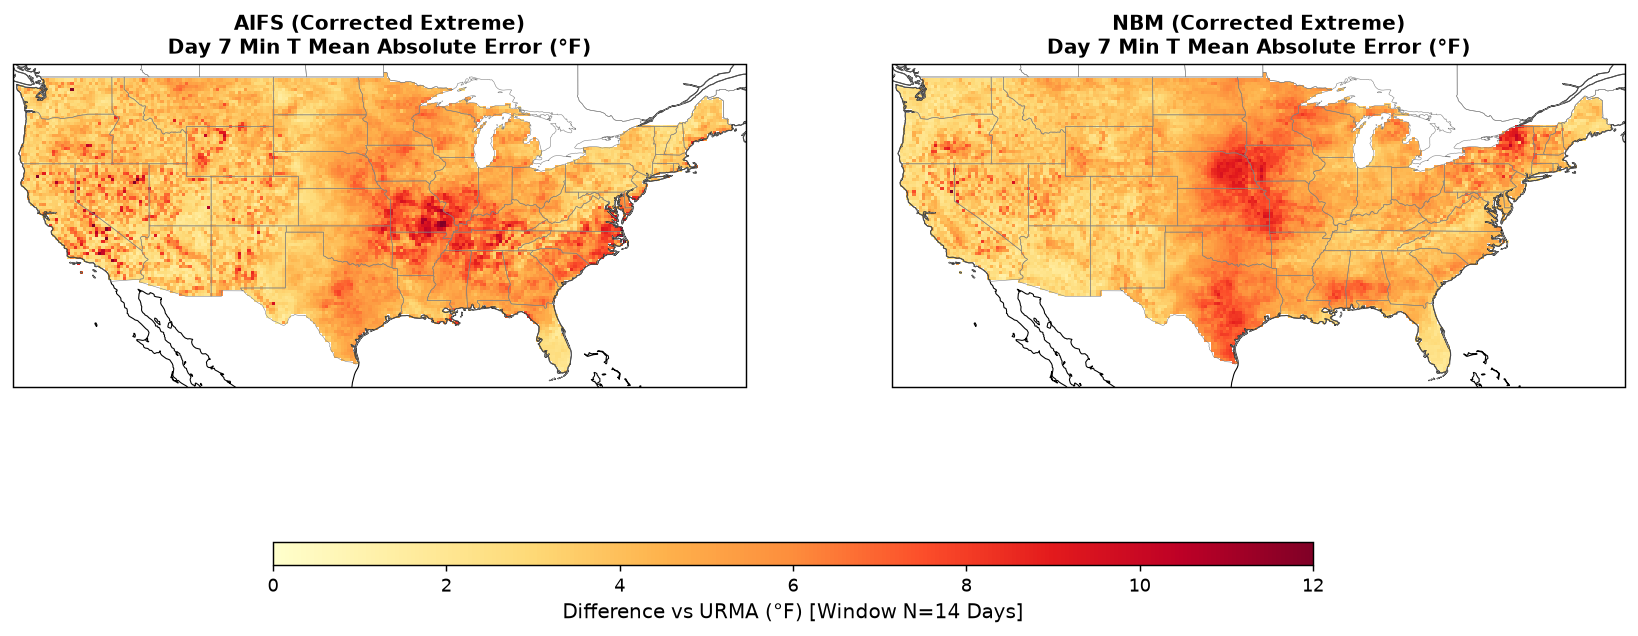 AIFS (Corrected Extreme)
Day 7 Min T Mean Absolute Error (°F)
NBM (Corrected Extreme)
Day 7 Min T Mean Absolute Error (°F)
0 2 4 6 8 10 12
Difference vs URMA (°F) [Window N=14 Days]